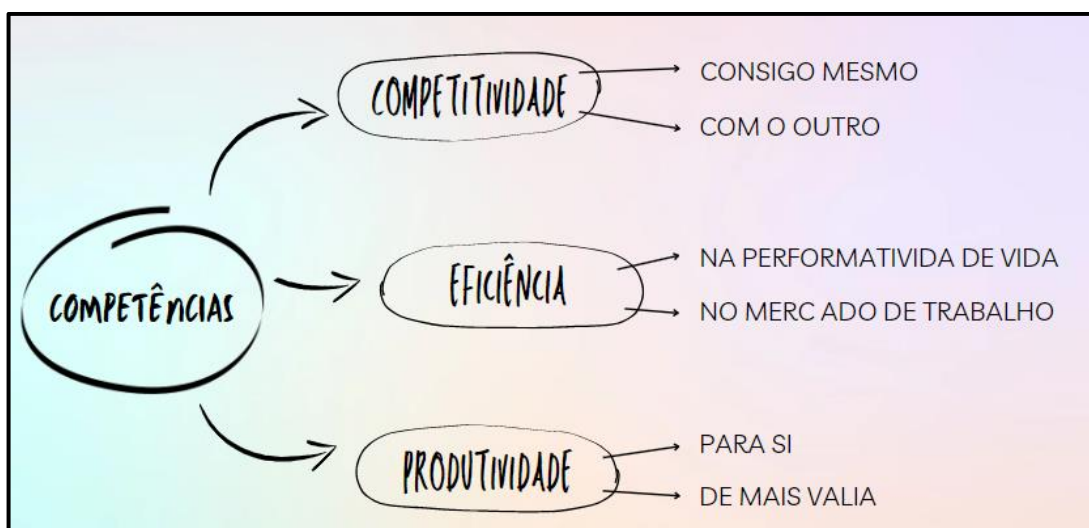 COMPETÊNCIAS
COMPETITIVIDADE
CONSIGO MESMO
COM O OUTRO
EFICIÊNCIA
NA PERFORMATIVIDA DE VIDA
NO MERC ADO DE TRABALHO
PRODUTIVIDADE
PARA SI
DE MAIS VALIA